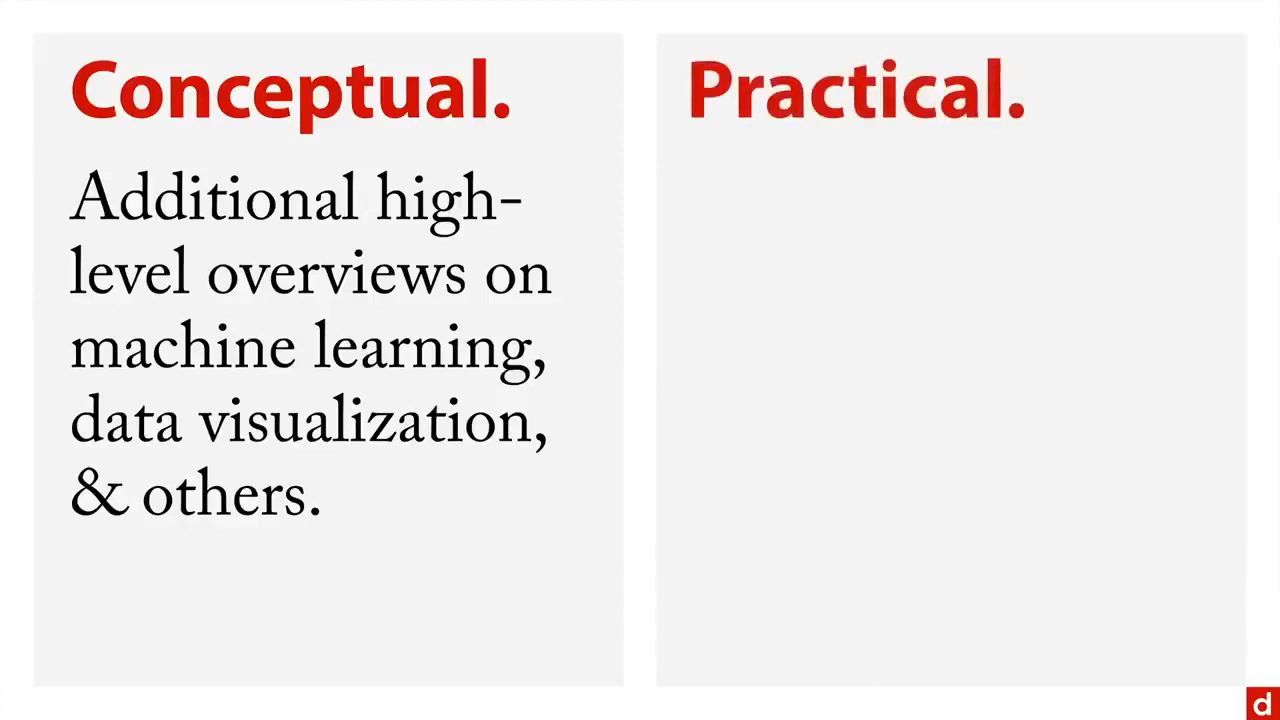 Conceptual.
Additional high-
level overviews on
machine learning,
data visualization,
& others.
Practical.
d